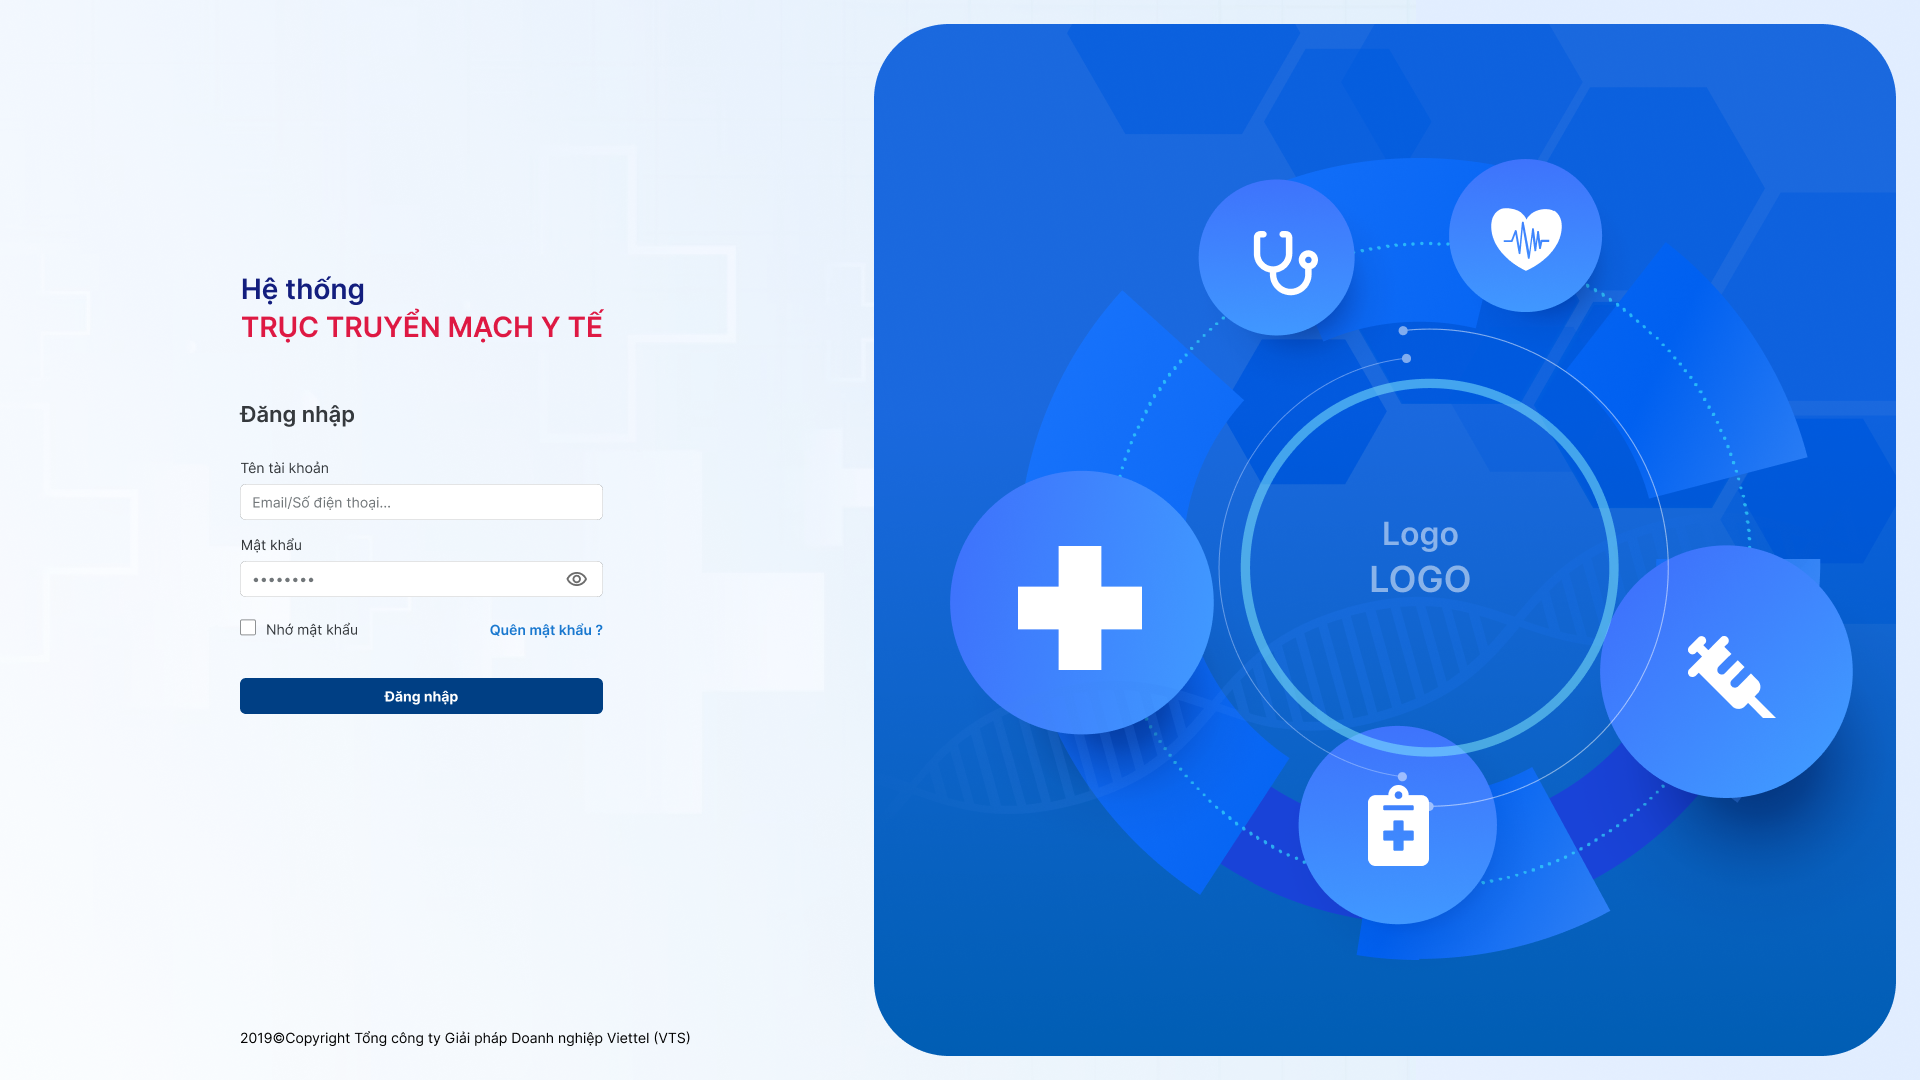 Hệ thống
TRỤC TRUYỂN MẠCH Y TẾ
Đăng nhập
Tên tài khoản
Email/Số điện thoại...
Mật khẩu
••••••••
Nhớ mật khẩu
Quên mật khẩu ?
Đăng nhập
2019©Copyright Tổng công ty Giải pháp Doanh nghiệp Viettel (VTS)
Logo
LOGO